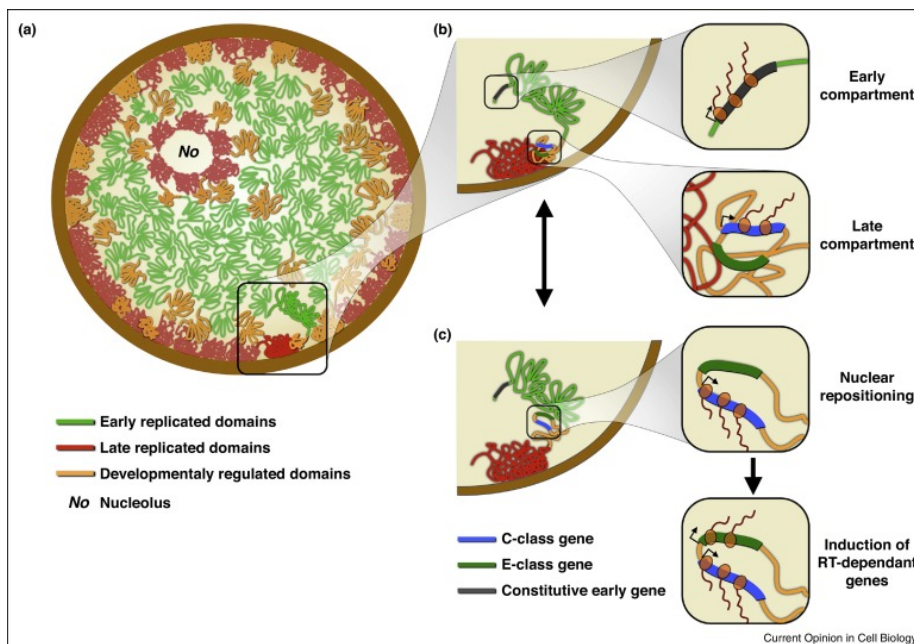 (a)
No
Early replicated domains
Late replicated domains
Developmentaly regulated domains
No Nucleolus
(b)
Early
compartment
Late
compartment
(c)
Nuclear
repositioning
C-class gene
E-class gene
Constitutive early gene
Induction of
RT-dependant
genes
Current Opinion in Cell Biology